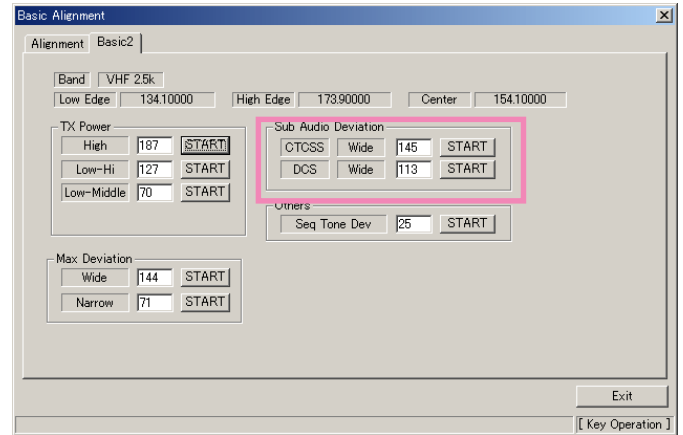 Basic Alignment
Alignment Basic2
Band VHF 2.5k
Low Edge 134.10000 High Edge 173.90000 Center 154.10000
TX Power
High 187 START
Low-Hi 127 START
Low-Middle 70 START
Sub Audio Deviation
CTCSS Wide 145 START
DCS Wide 113 START
Others
Seq Tone Dev 25 START
Max Deviation
Wide 144 START
Narrow 71 START
Exit
[ Key Operation ]